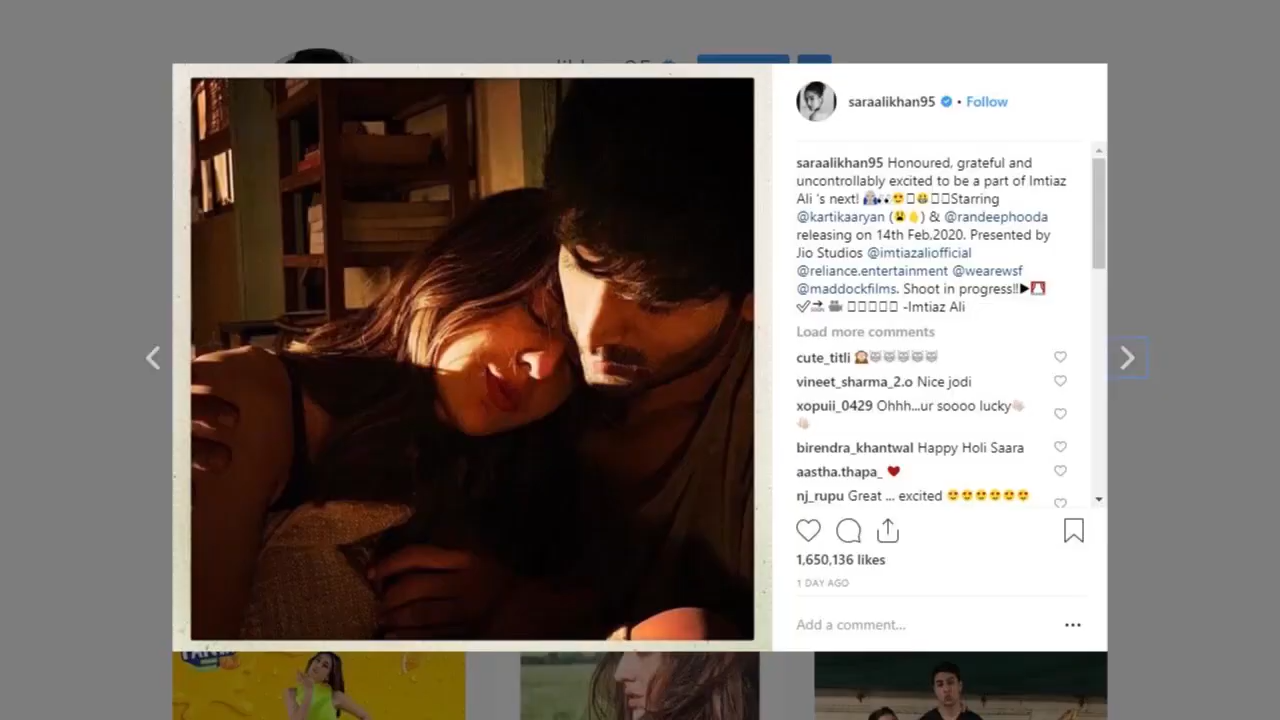 saraalikhan95 • Follow
saraalikhan95 Honoured, grateful and
uncontrollably excited to be a part of Imtiaz
Ali 's next! Starring
@kartikaaryan () & @randeephooda
releasing on 14th Feb.2020. Presented by
Jio Studios @imtiazaliofficial
@reliance.entertainment @wearewsf
@maddockfilms. Shoot in progress!!
-Imtiaz Ali
Load more comments
cute_titli
vineet_sharma_2.o Nice jodi
xopuii_0429 Ohhh...ur soooo lucky
birendra_khantwal Happy Holi Saara
aastha.thapa_
nj_rupu Great ... excited
1,650,136 likes
1 DAY AGO
Add a comment...